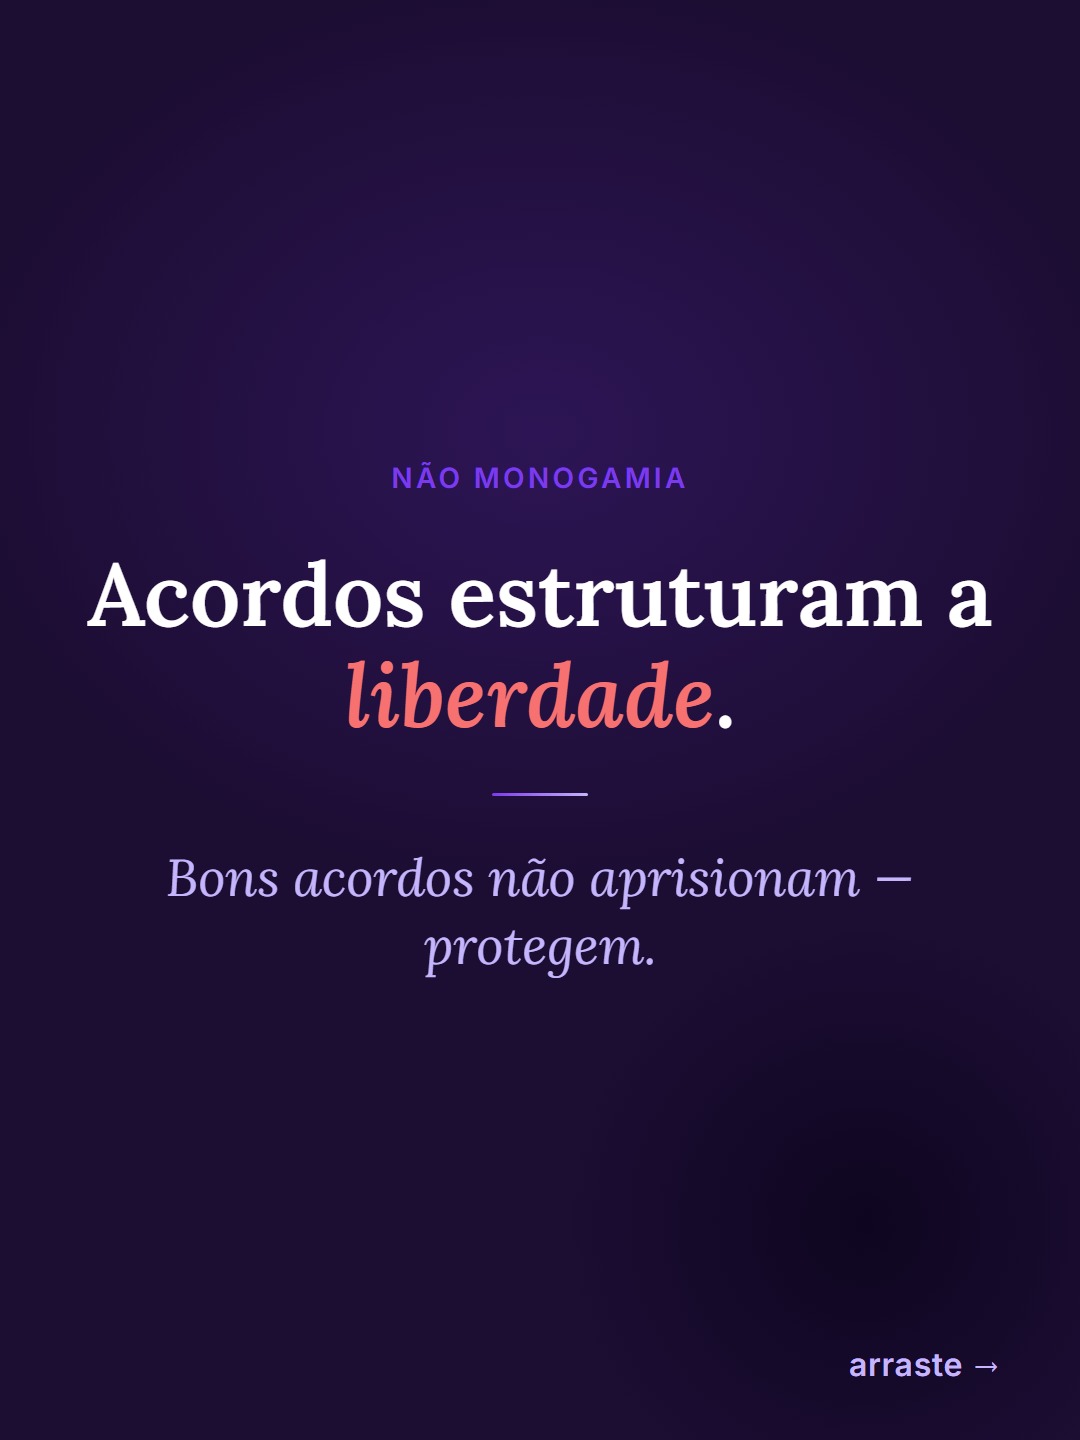 NÃO MONOGAMIA
Acordos estruturam a
liberdade.
Bons acordos não aprisionam —
protegem.
arraste →